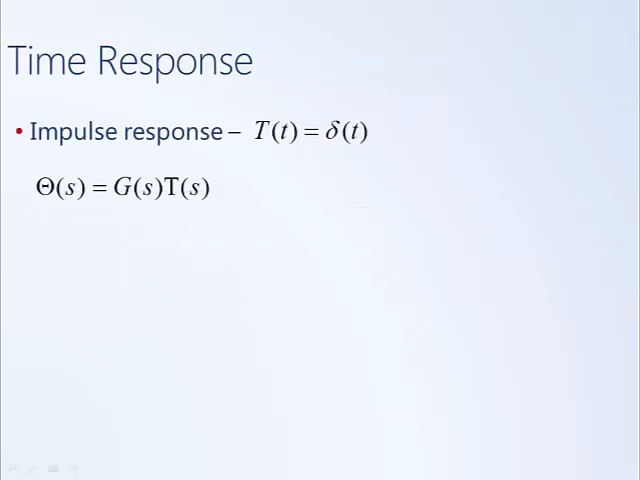 Time Response
• Impulse response – T(t) = δ(t)
Θ(s) = G(s)T(s)